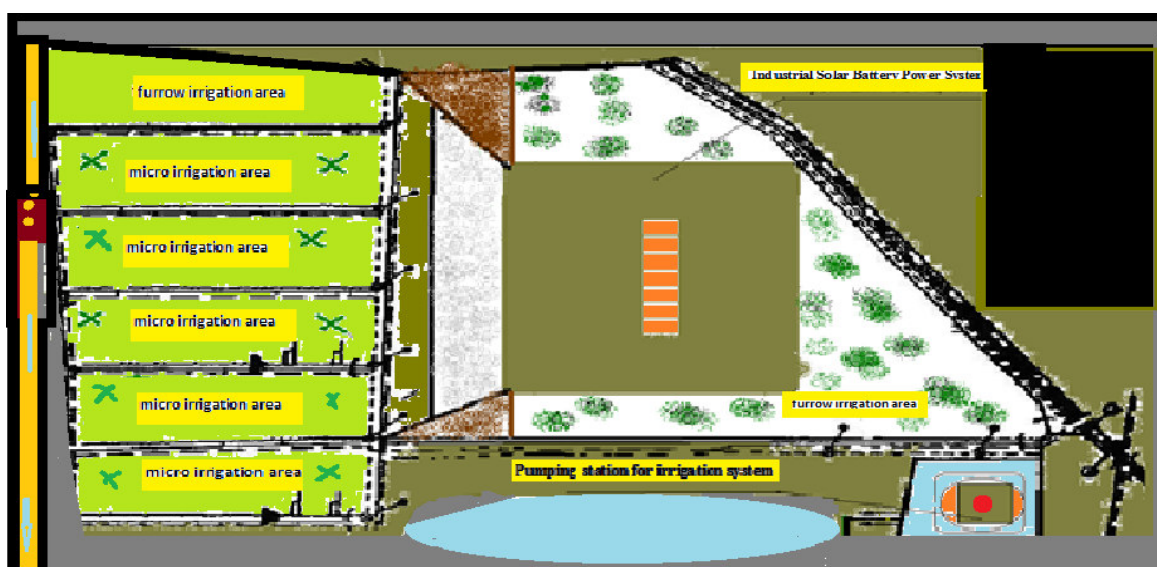 Industrial Solar Battery Power System
furrow irrigation area
micro irrigation area
micro irrigation area
micro irrigation area
micro irrigation area
furrow irrigation area
micro irrigation area
Pumping station for irrigation system